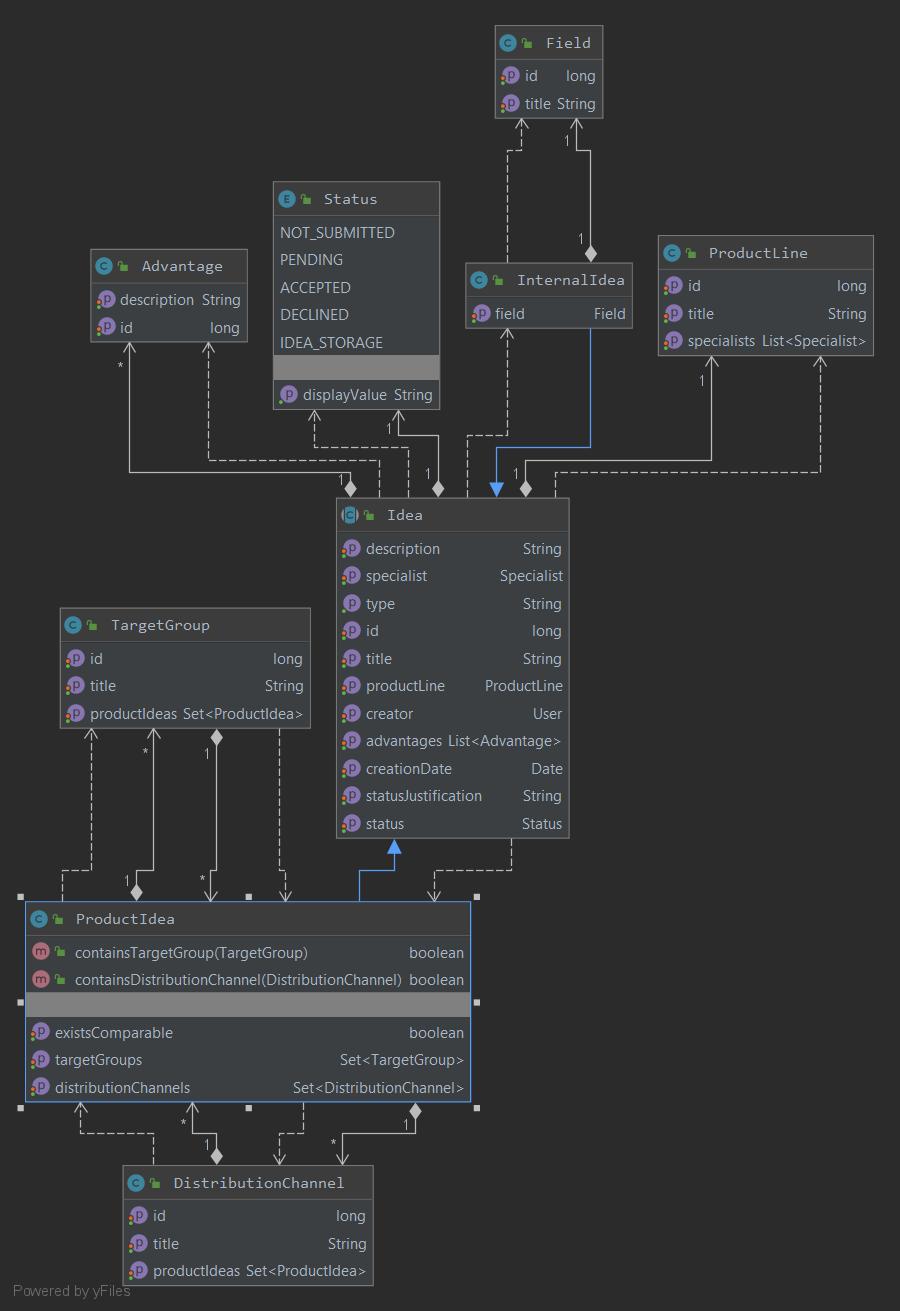 Field
id long
title String
1
Status
NOT_SUBMITTED
PENDING
ACCEPTED
DECLINED
IDEA_STORAGE
displayValue String
Advantage
description String
id long
1
InternalIdea
field Field
ProductLine
id long
title String
specialists List<Specialist>
*
1
1
1
1
1
1
Idea
description String
specialist Specialist
type String
id long
title String
productLine ProductLine
creator User
advantages List<Advantage>
creationDate Date
statusJustification String
status Status
TargetGroup
id long
title String
productIdeas Set<ProductIdea>
*
1
1
*
ProductIdea
containsTargetGroup(TargetGroup) boolean
containsDistributionChannel(DistributionChannel) boolean
existsComparable boolean
targetGroups Set<TargetGroup>
distributionChannels Set<DistributionChannel>
*
1
1
*
DistributionChannel
id long
title String
productIdeas Set<ProductIdea>
Powered by yFiles